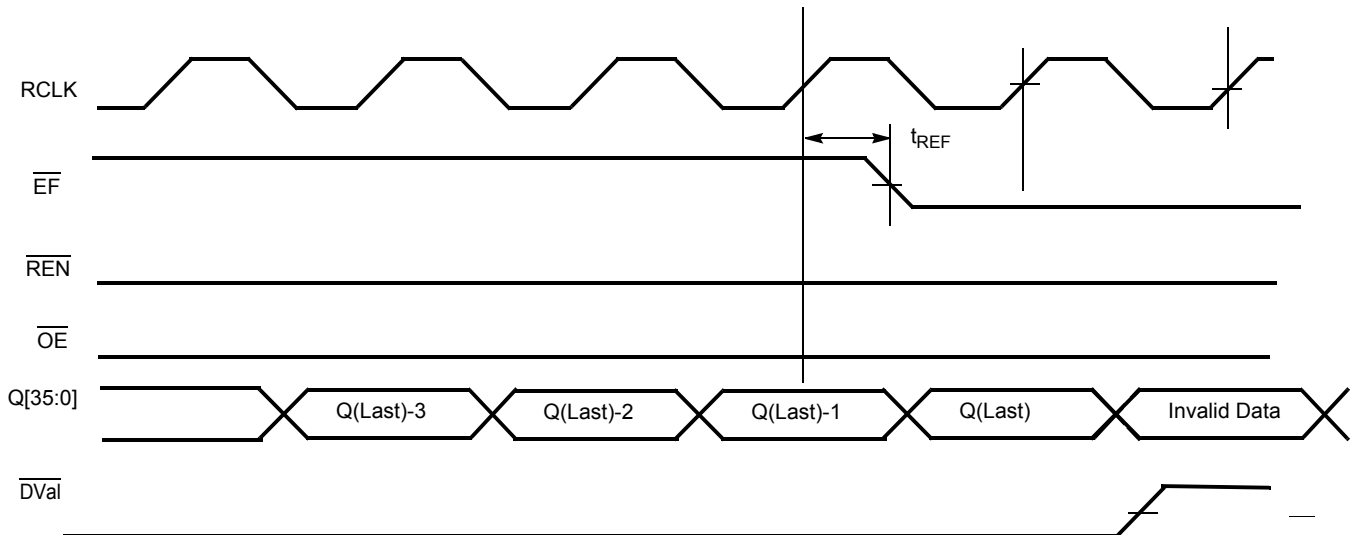 RCLK
tREF
EF
REN
OE
Q[35:0]
Q(Last)-3
Q(Last)-2
Q(Last)-1
Q(Last)
Invalid Data
DVal